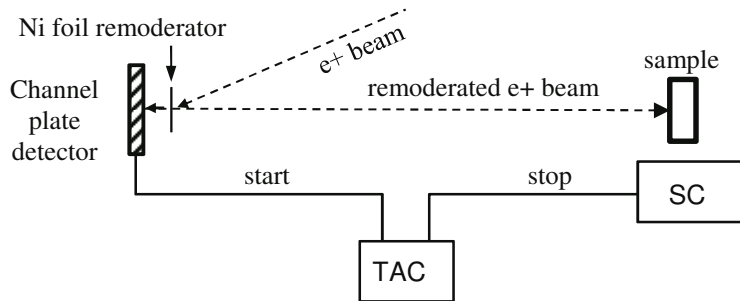 Ni foil remoderator
e+ beam
sample
remoderated e+ beam
Channel
plate
detector
start
stop
SC
TAC